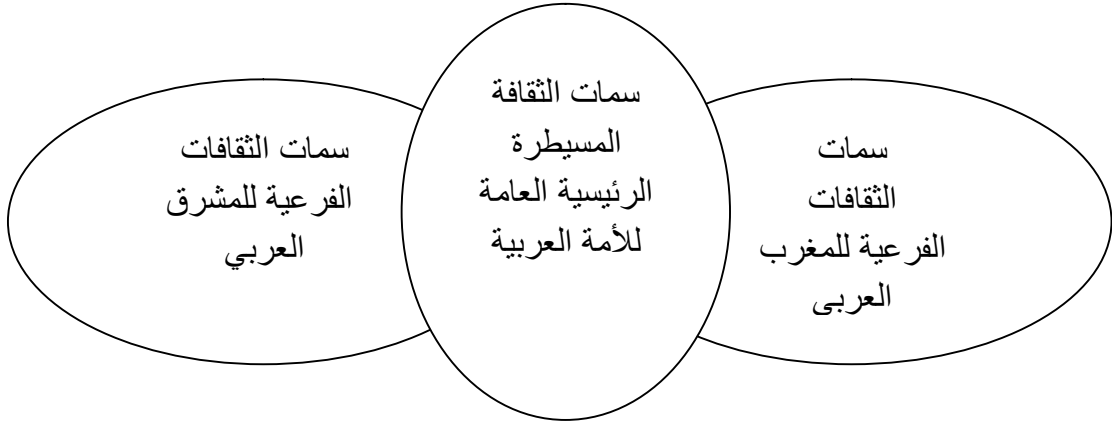 سمات
الثقافات
الفرعية للمغرب
العربى
سمات الثقافة
المسيطرة
الرئيسية العامة
للأمة العربية
سمات الثقافات
الفرعية للمشرق
العربي